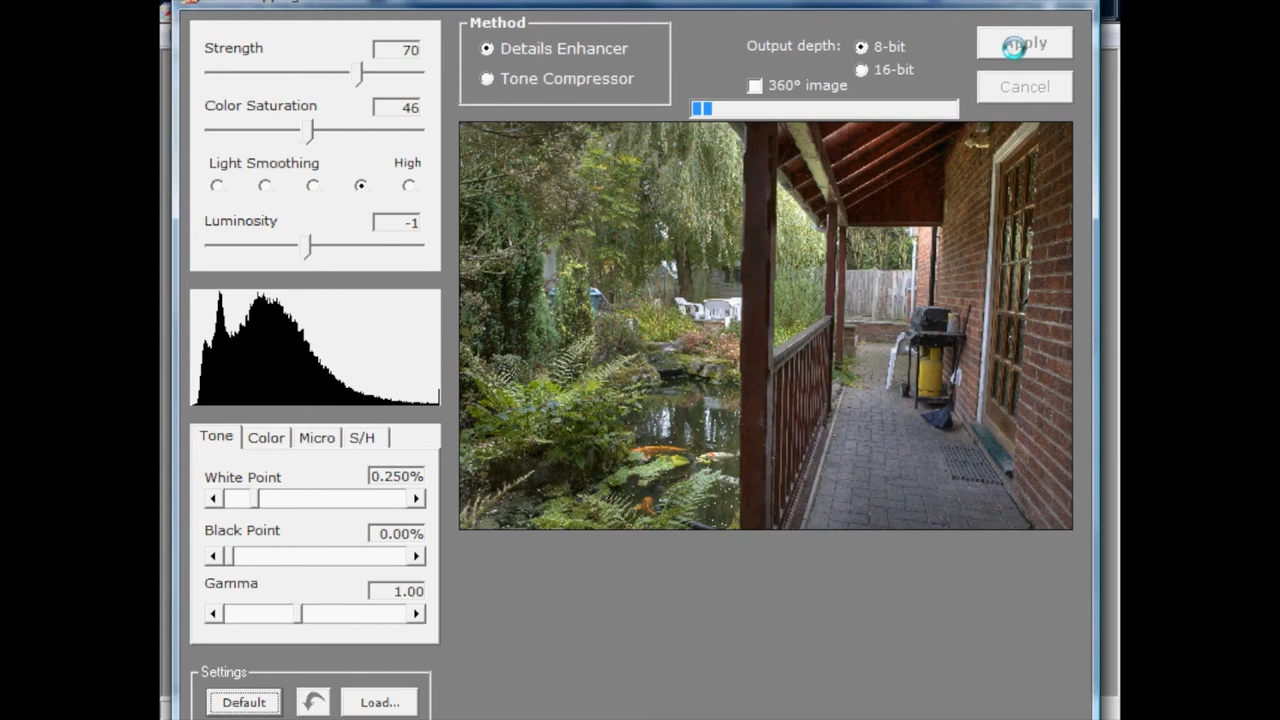 Strength 70
Color Saturation 46
Light Smoothing High
Luminosity -1
Method
Details Enhancer
Tone Compressor
Output depth: 8-bit
16-bit
360° image
Apply
Cancel
Tone Color Micro S/H
White Point 0.250%
Black Point 0.00%
Gamma 1.00
Settings
Default Load...